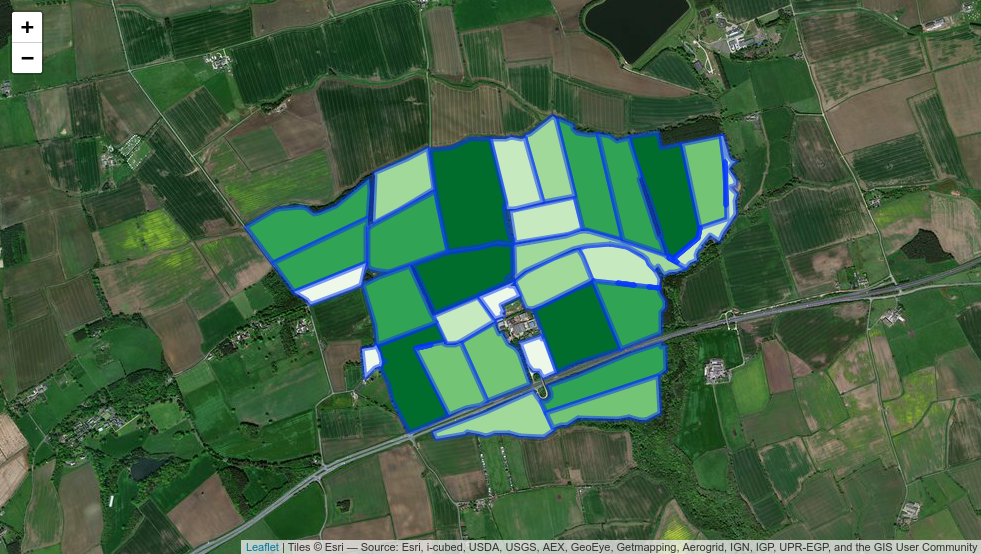 +
−
Leaflet | Tiles © Esri — Source: Esri, i-cubed, USDA, USGS, AEX, GeoEye, Getmapping, Aerogrid, IGN, IGP, UPR-EGP, and the GIS User Community